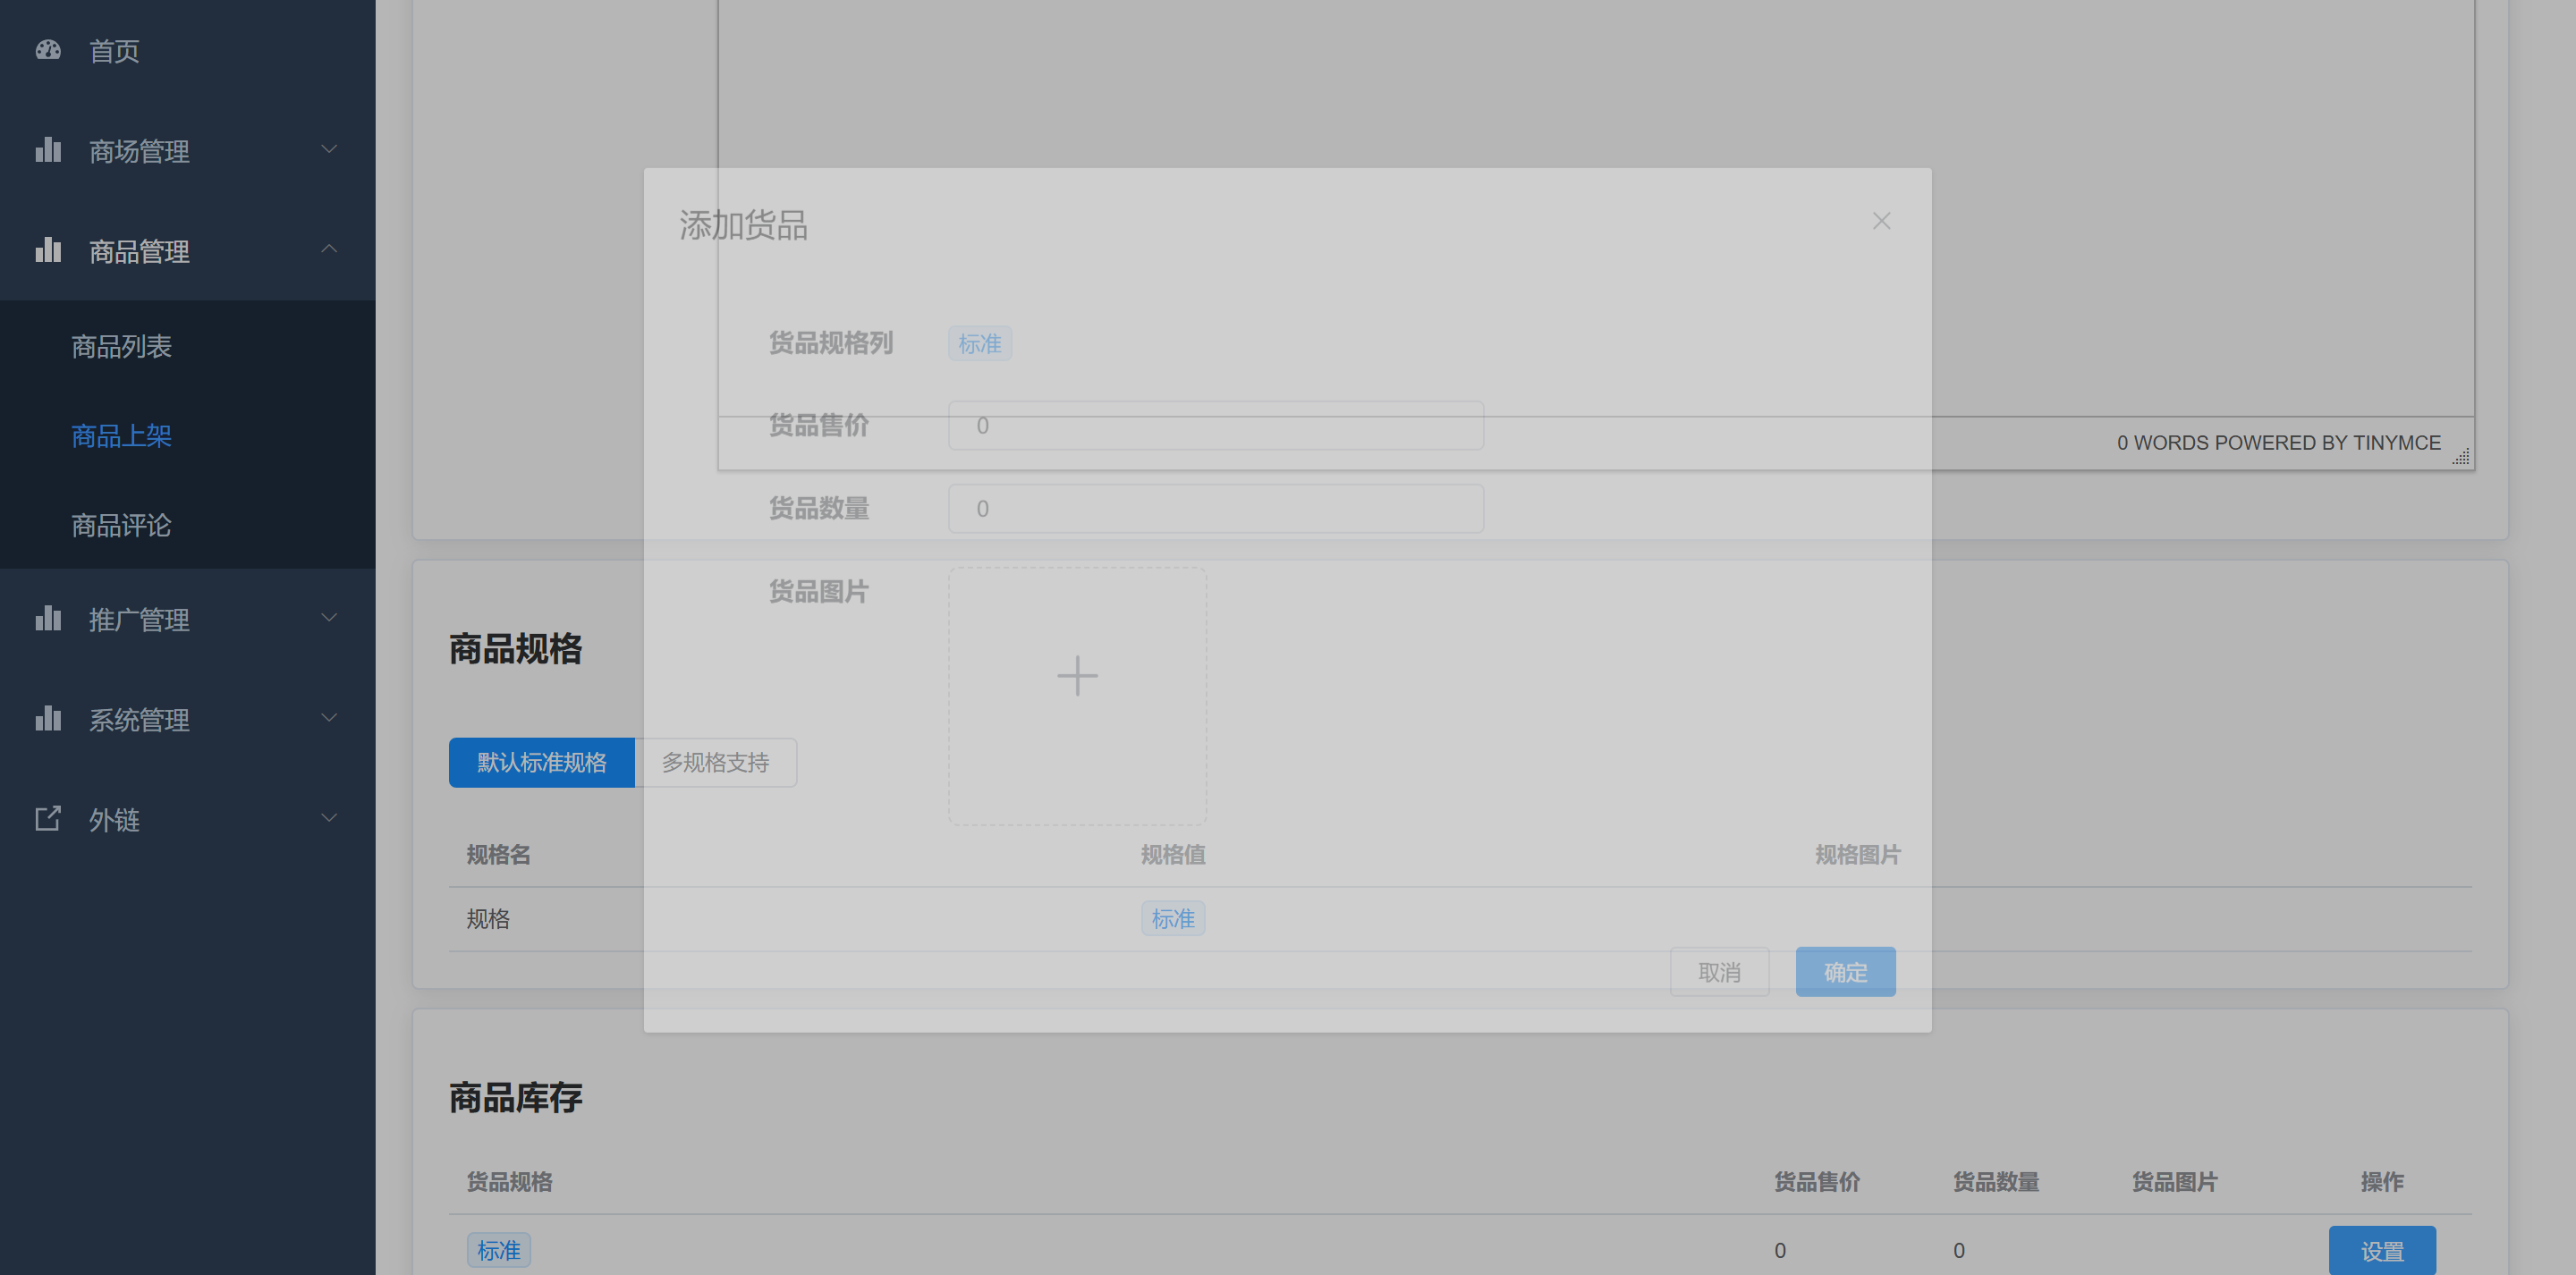 首页
商场管理
商品管理
商品列表
商品上架
商品评论
推广管理
系统管理
外链
添加货品
货品规格列 标准
货品售价 0
0 WORDS POWERED BY TINYMCE
货品数量 0
货品图片
商品规格
默认标准规格 多规格支持
规格名 规格值 规格图片
规格 标准
取消 确定
商品库存
货品规格 货品售价 货品数量 货品图片 操作
标准 0 0 设置